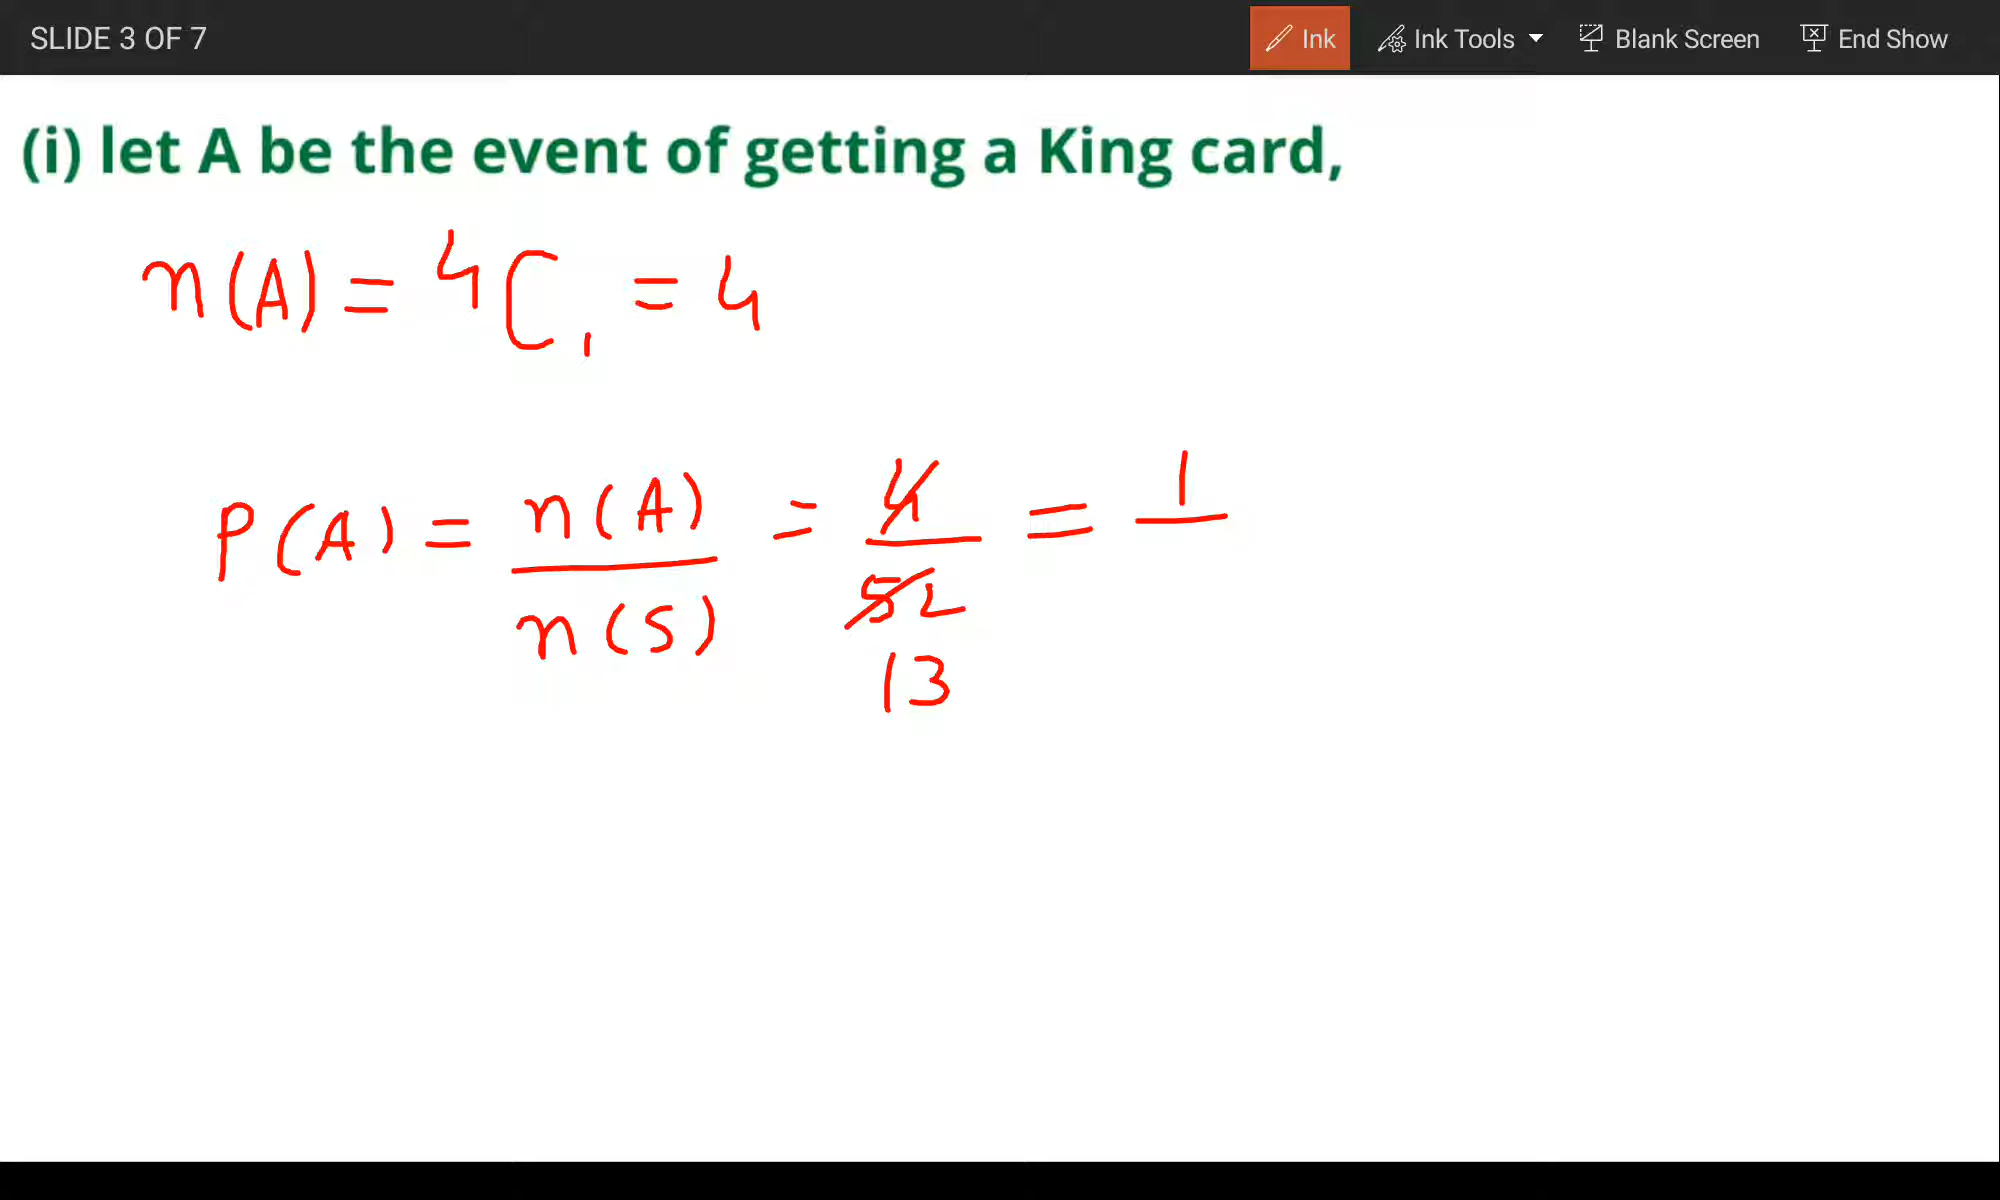 SLIDE 3 OF 7 Ink Ink Tools Blank Screen End Show
(i) let A be the event of getting a King card,
n(A) = 4C1 = 4
P(A) = n(A)/n(S) = 4/52 = 1/
13